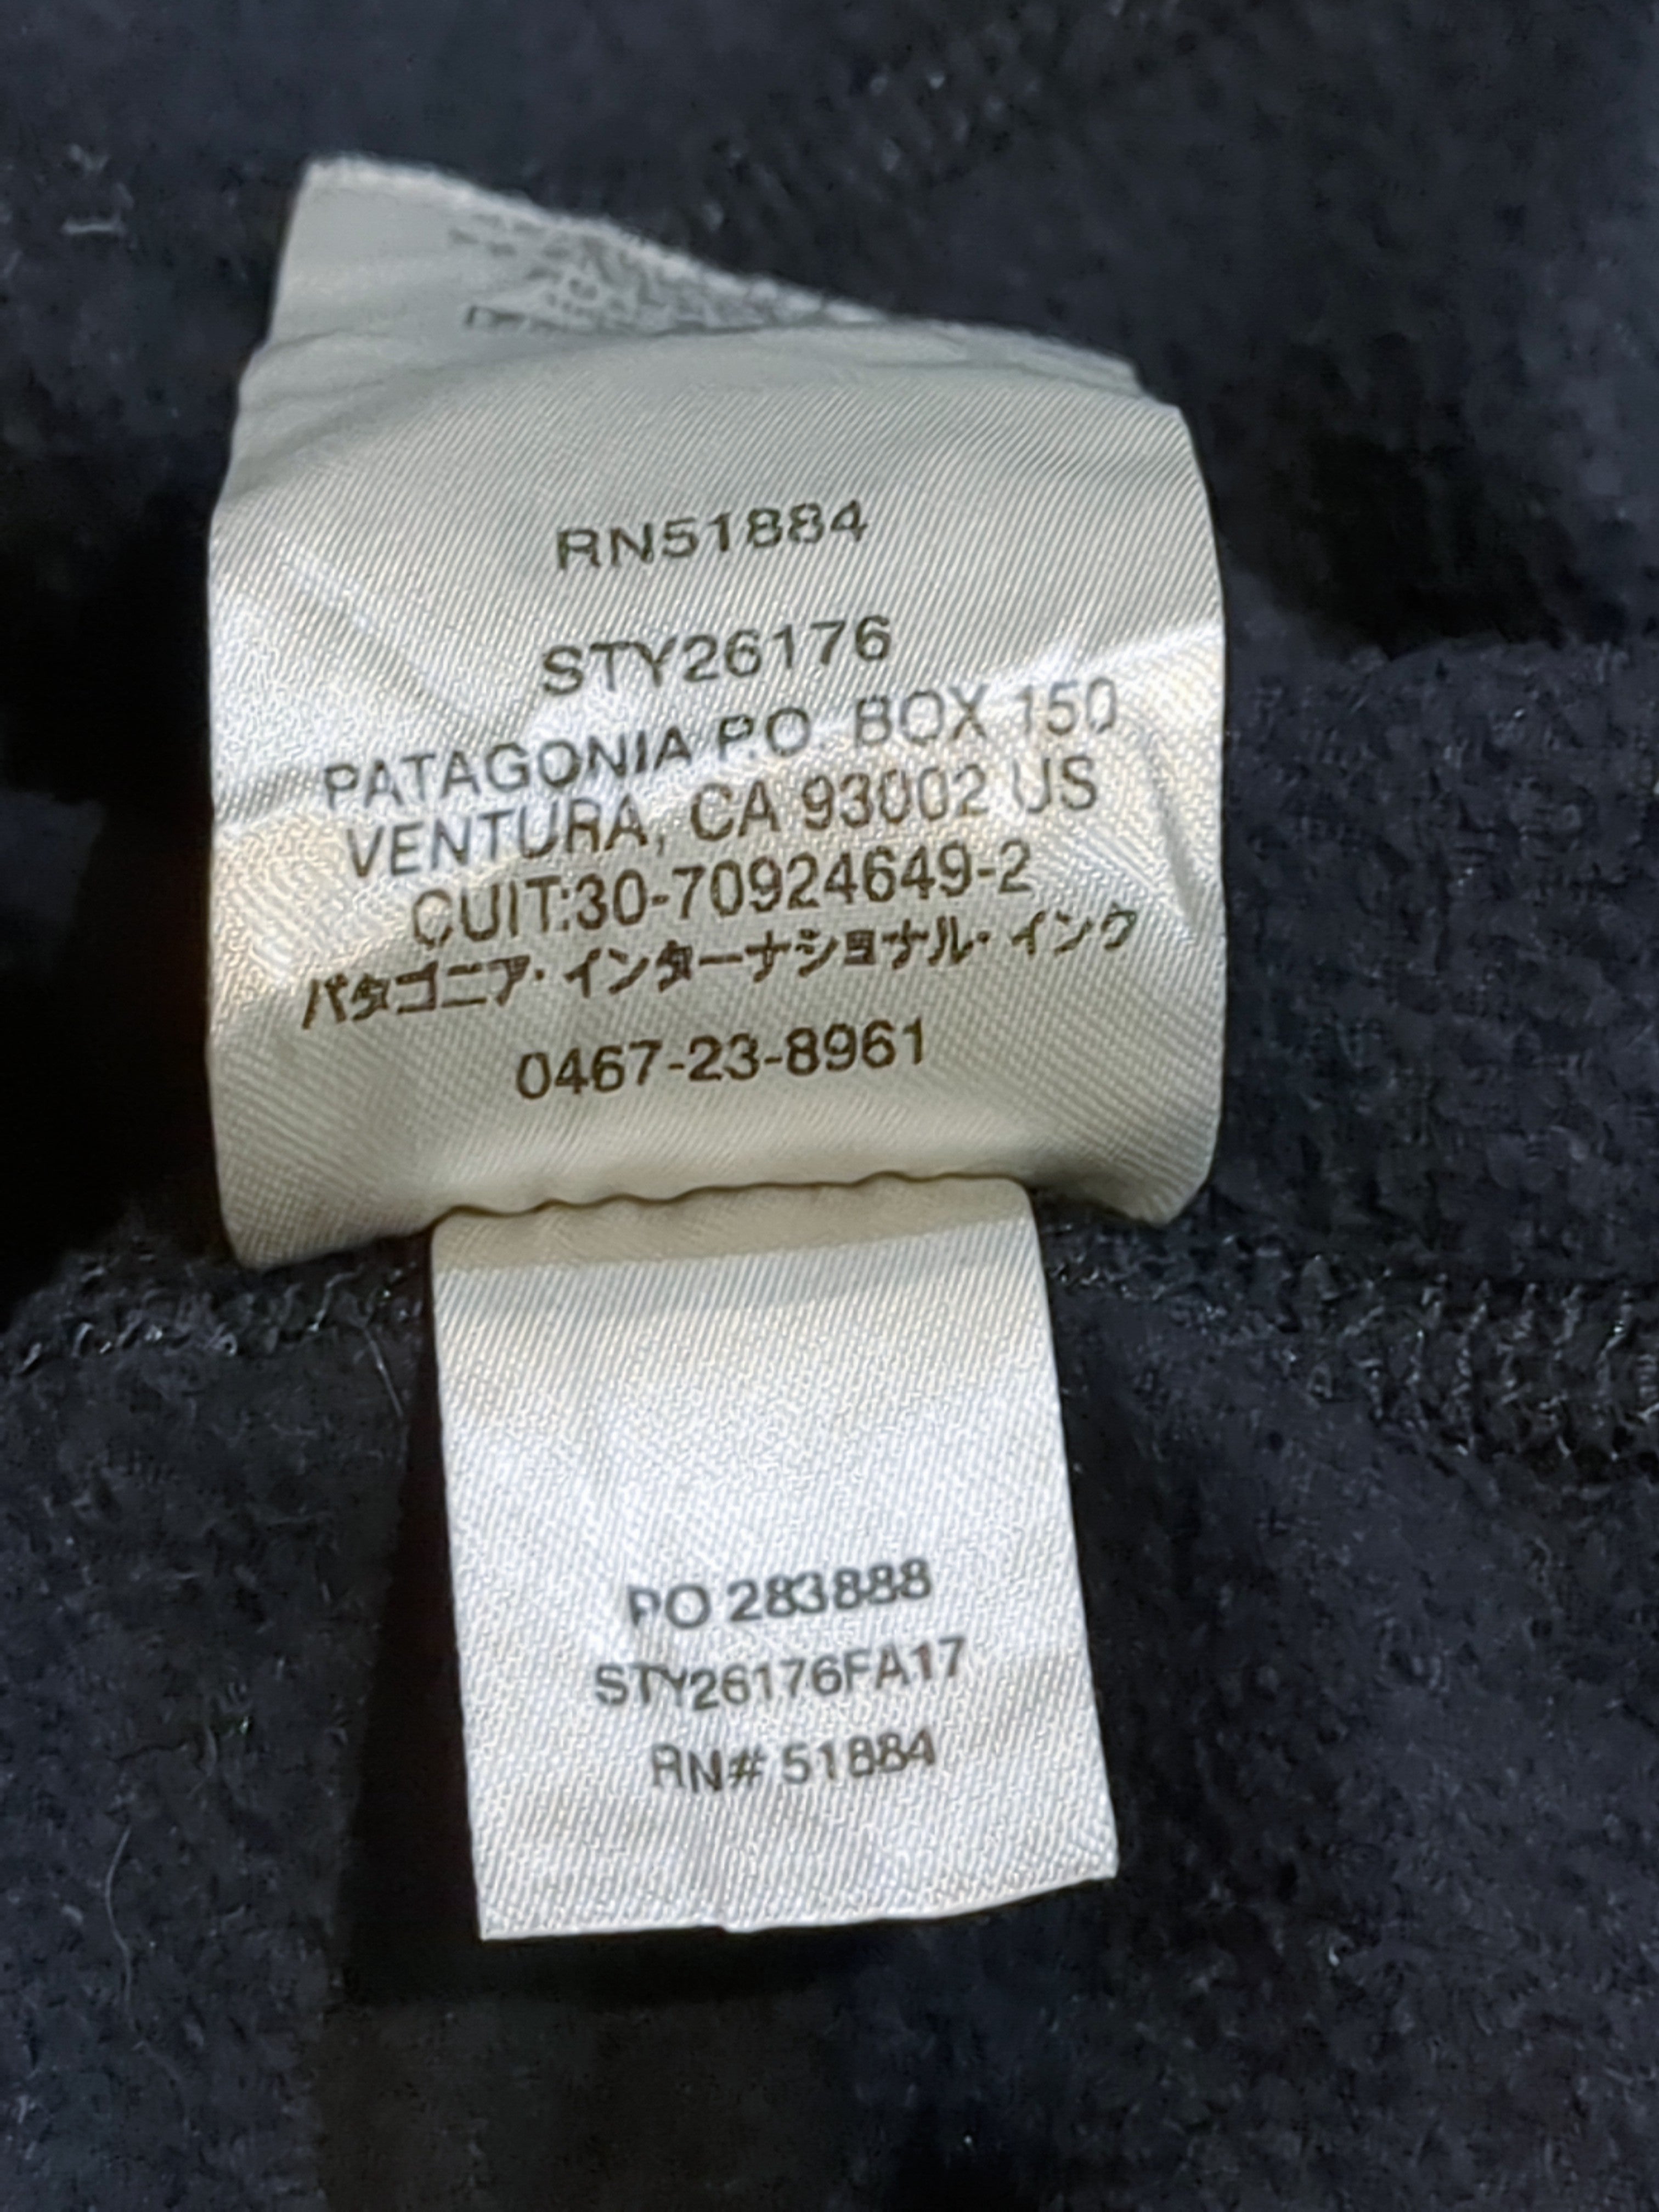 RN51884
STY26176
PATAGONIA P.O. BOX 150
VENTURA, CA 93002 US
CUIT:30-70924649-2
パタゴニア・インターナショナル・インク
0467-23-8961
PO 283888
STY26176FA17
RN# 51884